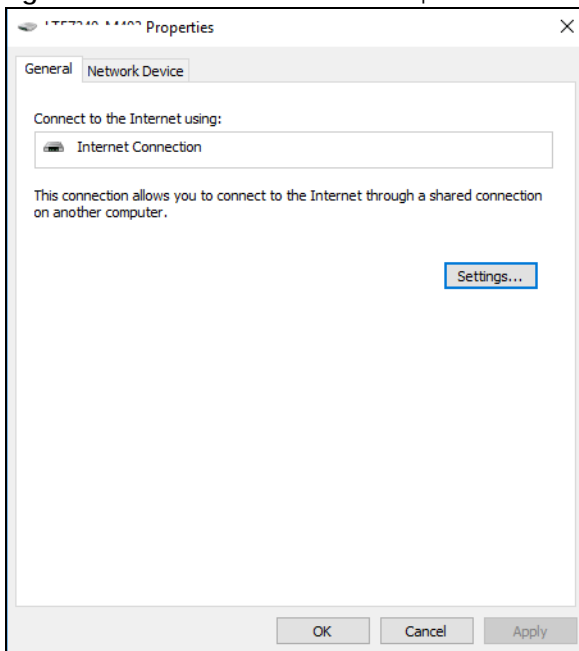 Properties
General
Network Device
Connect to the Internet using:
Internet Connection
This connection allows you to connect to the Internet through a shared connection
on another computer.
Settings...
OK
Cancel
Apply